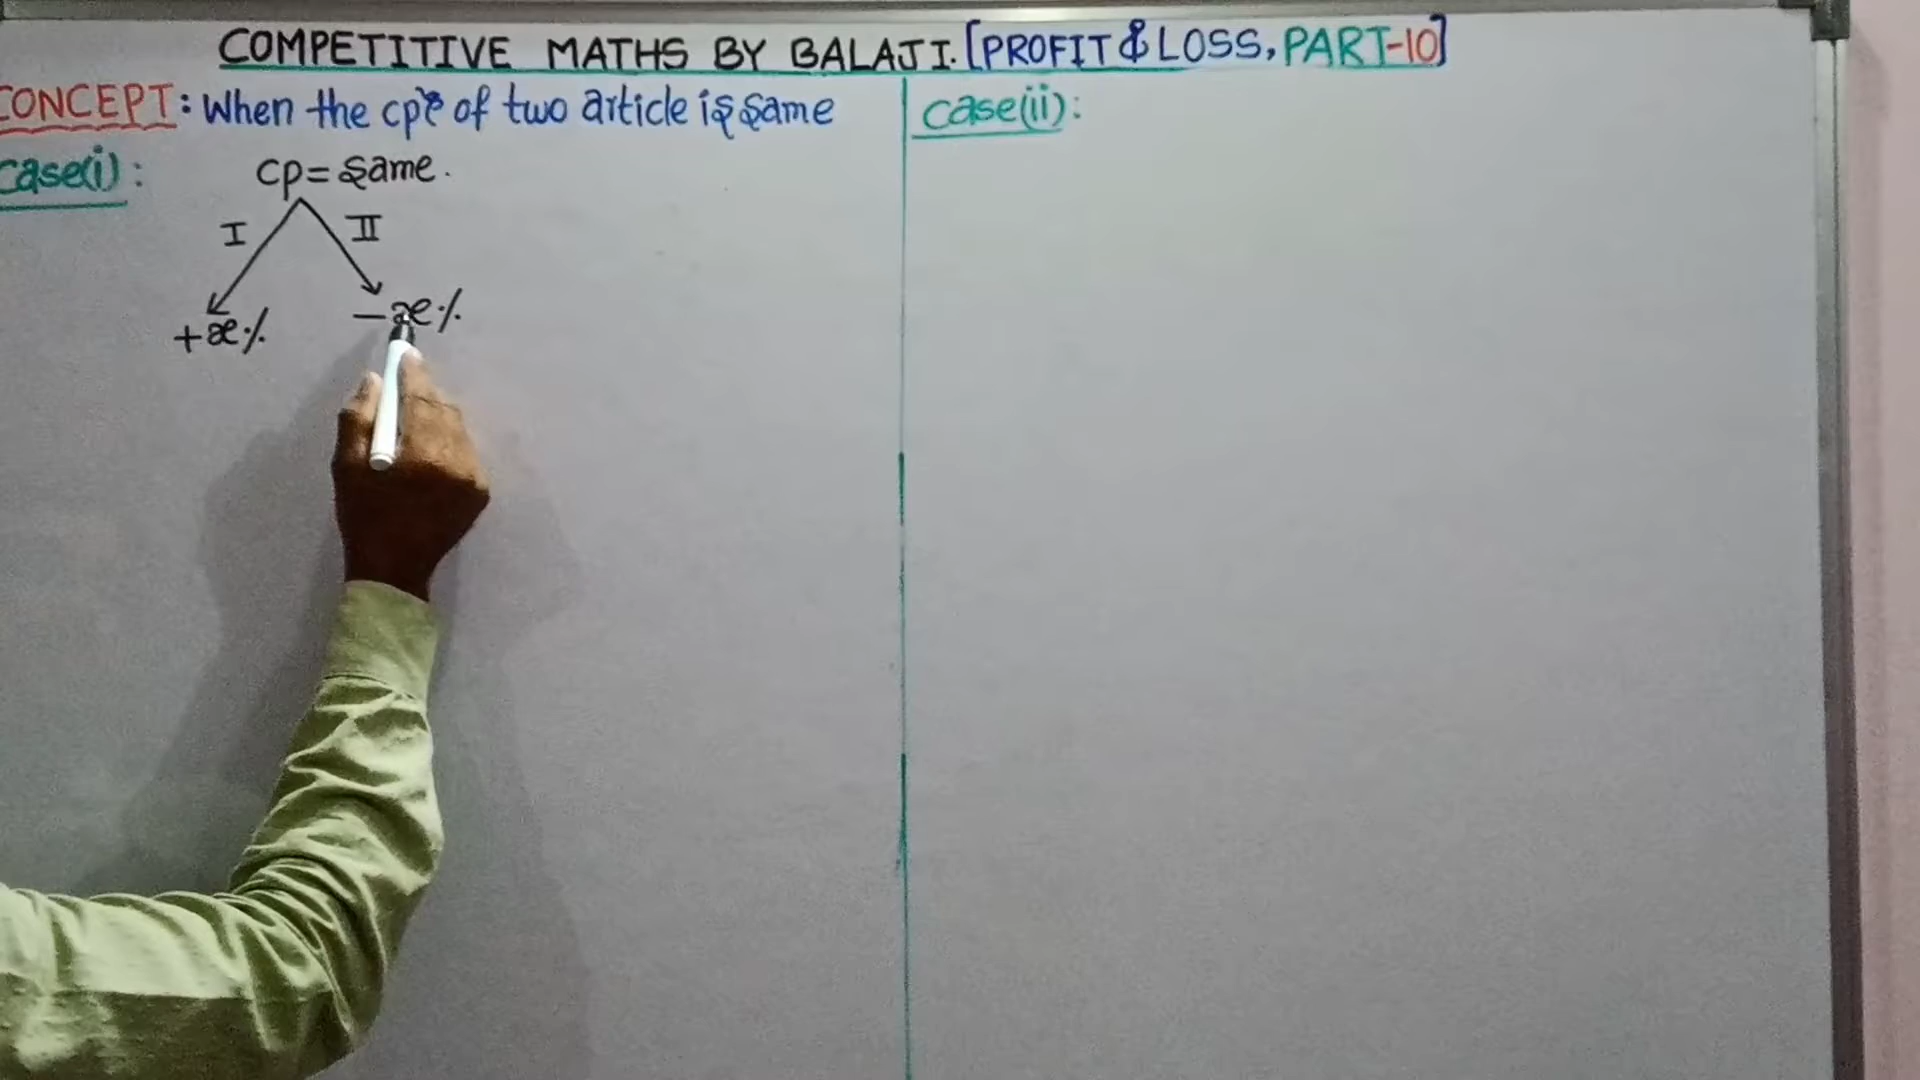 COMPETITIVE MATHS BY BALAJI. [PROFIT & LOSS, PART-10]
CONCEPT: When the cp's of two article is same
case(i):
cp = same.
I II
+x% -x%
case(ii):